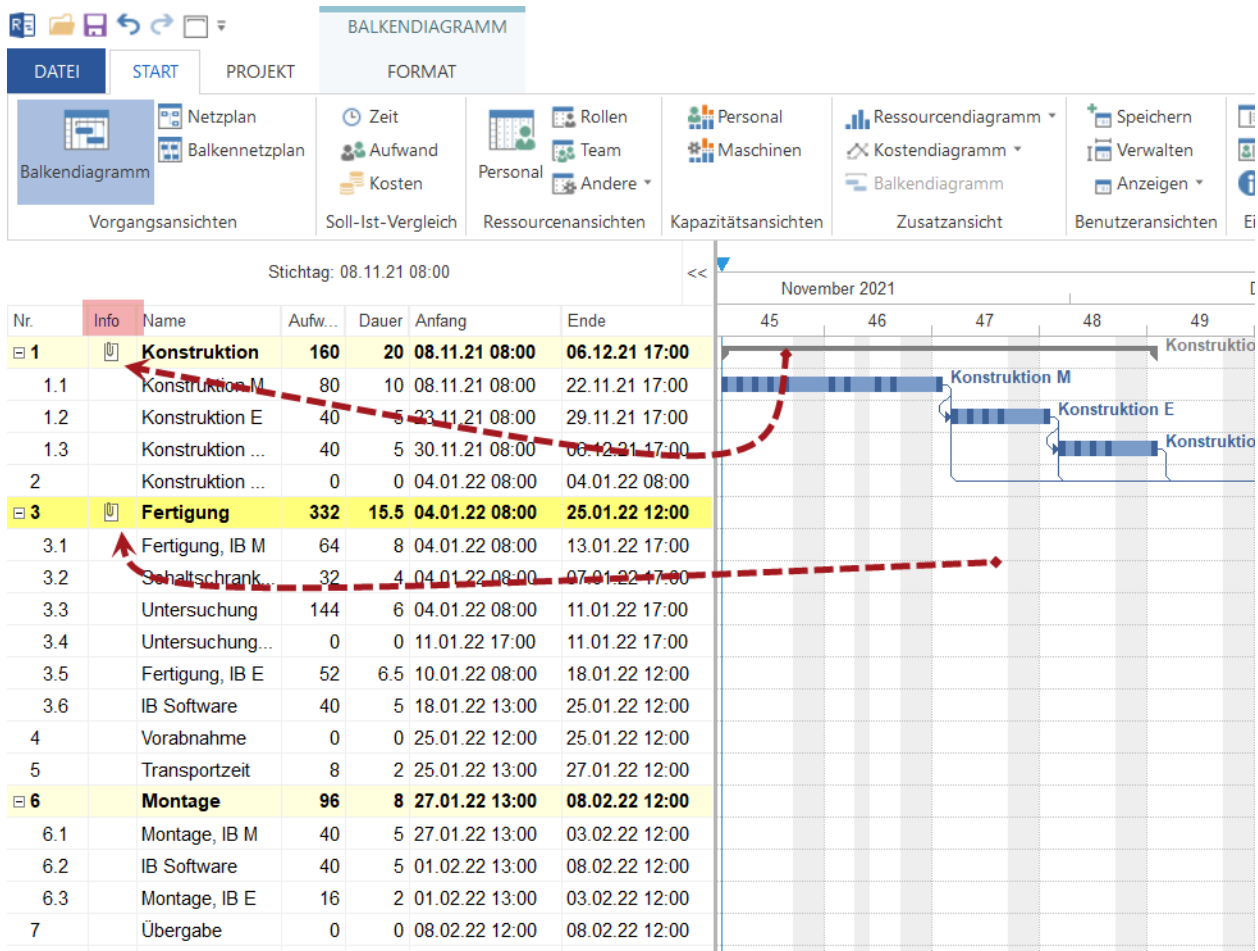 BALKENDIAGRAMM
DATEI START PROJEKT FORMAT
Balkendiagramm
Netzplan
Balkennetzplan
Vorgangsansichten
Zeit
Aufwand
Kosten
Soll-Ist-Vergleich
Personal
Rollen
Team
Andere
Ressourcenansichten
Personal
Maschinen
Kapazitätsansichten
Ressourcendiagramm
Kostendiagramm
Balkendiagramm
Zusatzansicht
Speichern
Verwalten
Anzeigen
Benutzeransichten
Stichtag: 08.11.21 08:00 <<
November 2021
Nr. Info Name Aufw... Dauer Anfang Ende 45 46 47 48 49
1 Konstruktion 160 20 08.11.21 08:00 06.12.21 17:00 Konstruktio
1.1 Konstruktion M 80 10 08.11.21 08:00 22.11.21 17:00 Konstruktion M
1.2 Konstruktion E 40 5 23.11.21 08:00 29.11.21 17:00 Konstruktion E
1.3 Konstruktion ... 40 5 30.11.21 08:00 06.12.21 17:00 Konstruktio
2 Konstruktion ... 0 0 04.01.22 08:00 04.01.22 08:00
3 Fertigung 332 15.5 04.01.22 08:00 25.01.22 12:00
3.1 Fertigung, IB M 64 8 04.01.22 08:00 13.01.22 17:00
3.2 Schaltschrank... 32 4 04.01.22 08:00 07.01.22 17:00
3.3 Untersuchung 144 6 04.01.22 08:00 11.01.22 17:00
3.4 Untersuchung... 0 0 11.01.22 17:00 11.01.22 17:00
3.5 Fertigung, IB E 52 6.5 10.01.22 08:00 18.01.22 12:00
3.6 IB Software 40 5 18.01.22 13:00 25.01.22 12:00
4 Vorabnahme 0 0 25.01.22 12:00 25.01.22 12:00
5 Transportzeit 8 2 25.01.22 13:00 27.01.22 12:00
6 Montage 96 8 27.01.22 13:00 08.02.22 12:00
6.1 Montage, IB M 40 5 27.01.22 13:00 03.02.22 12:00
6.2 IB Software 40 5 01.02.22 13:00 08.02.22 12:00
6.3 Montage, IB E 16 2 01.02.22 13:00 03.02.22 12:00
7 Übergabe 0 0 08.02.22 12:00 08.02.22 12:00